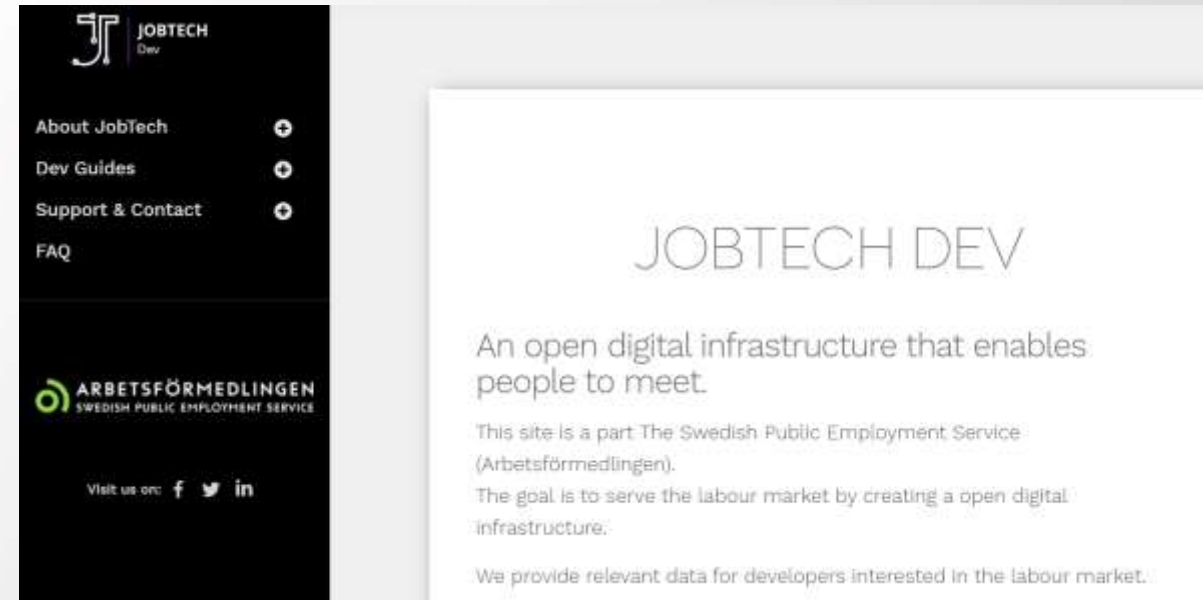 JOBTECH
Dev
About JobTech
Dev Guides
Support & Contact
FAQ
ARBETSFÖRMEDLINGEN
SWEDISH PUBLIC EMPLOYMENT SERVICE
Visit us on:
JOBTECH DEV
An open digital infrastructure that enables
people to meet.
This site is a part The Swedish Public Employment Service
(Arbetsförmedlingen).
The goal is to serve the labour market by creating a open digital
infrastructure.
We provide relevant data for developers interested in the labour market.